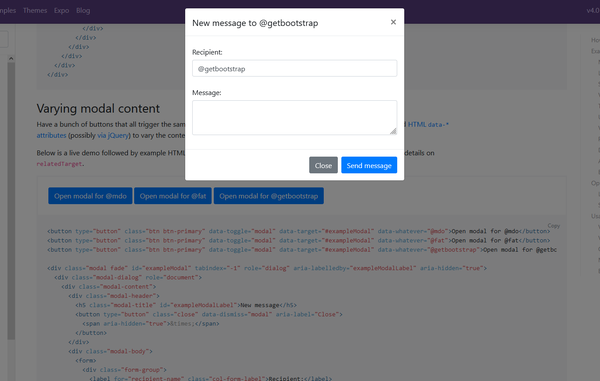 mples Themes Expo Blog v4.0
New message to @getbootstrap ×
Recipient:
@getbootstrap
Message:
Close Send message
</div>
</div>
</div>
</div>
</div>
Varying modal content
Have a bunch of buttons that all trigger the sam
HTML data-*
attributes (possibly via jQuery) to vary the conte
Below is a live demo followed by example HTML
details on
relatedTarget.
Open modal for @mdo Open modal for @fat Open modal for @getbootstrap
Copy
<button type="button" class="btn btn-primary" data-toggle="modal" data-target="#exampleModal" data-whatever="@mdo">Open modal for @mdo</button>
<button type="button" class="btn btn-primary" data-toggle="modal" data-target="#exampleModal" data-whatever="@fat">Open modal for @fat</button>
<button type="button" class="btn btn-primary" data-toggle="modal" data-target="#exampleModal" data-whatever="@getbootstrap">Open modal for @getbc
<div class="modal fade" id="exampleModal" tabindex="-1" role="dialog" aria-labelledby="exampleModalLabel" aria-hidden="true">
<div class="modal-dialog" role="document">
<div class="modal-content">
<div class="modal-header">
<h5 class="modal-title" id="exampleModalLabel">New message</h5>
<button type="button" class="close" data-dismiss="modal" aria-label="Close">
<span aria-hidden="true">&times;</span>
</button>
</div>
<div class="modal-body">
<form>
<div class="form-group">
<label for="recipient-name" class="col-form-label">Recipient:</label>